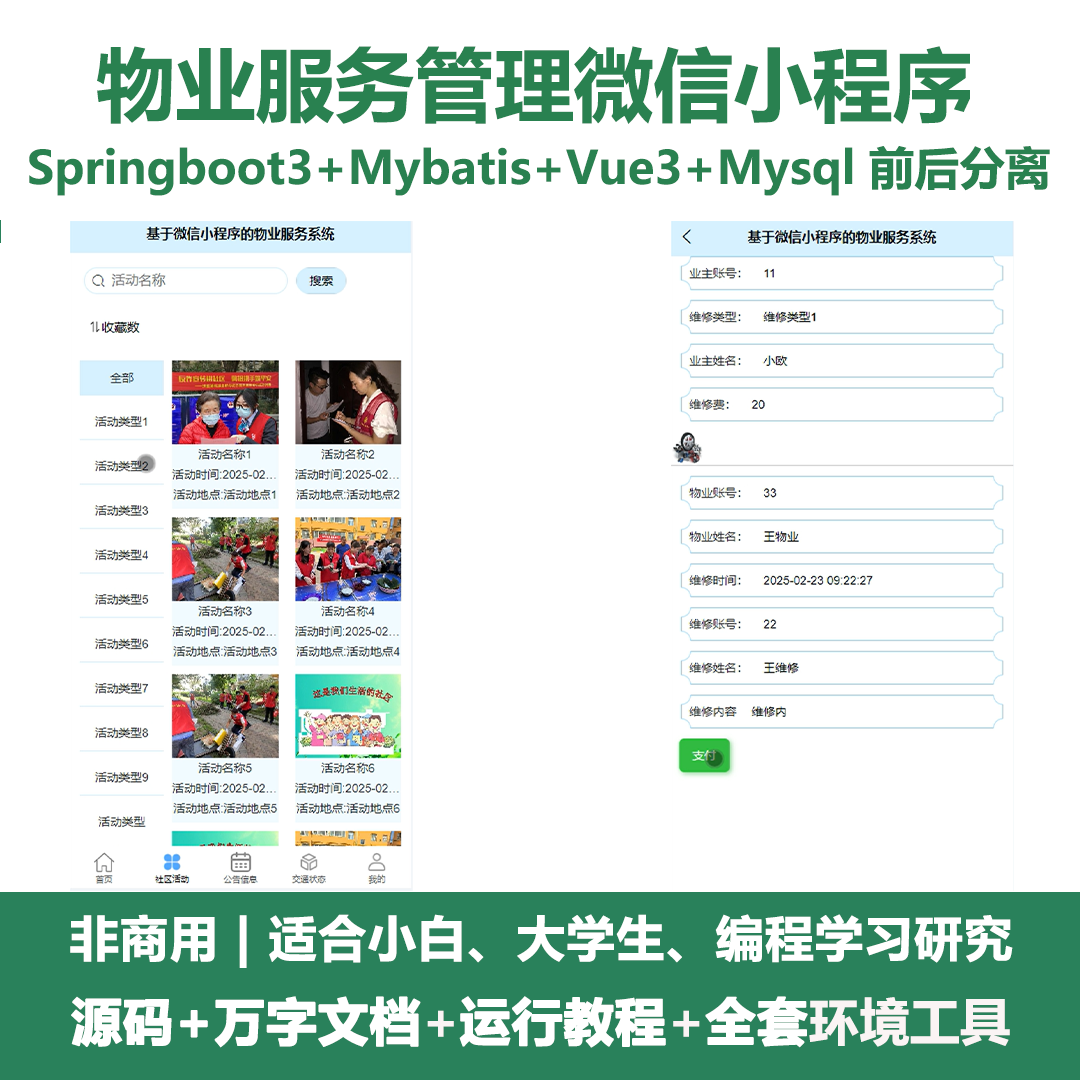 物业服务管理微信小程序
Springboot3+Mybatis+Vue3+Mysql 前后分离
基于微信小程序的物业服务系统
活动名称
搜索
收藏数
全部
活动类型1
活动类型2
活动类型3
活动类型4
活动类型5
活动类型6
活动类型7
活动类型8
活动类型9
活动类型
活动名称1
活动时间:2025-02...
活动地点:活动地点1
活动名称2
活动时间:2025-02...
活动地点:活动地点2
活动名称3
活动时间:2025-02...
活动地点:活动地点3
活动名称4
活动时间:2025-02...
活动地点:活动地点4
活动名称5
活动时间:2025-02...
活动地点:活动地点5
这是我们生活的社区
活动名称6
活动时间:2025-02...
活动地点:活动地点6
首页
社区活动
公告信息
交通状态
我的
基于微信小程序的物业服务系统
业主账号: 11
维修类型: 维修类型1
业主姓名: 小欧
维修费: 20
物业账号: 33
物业姓名: 王物业
维修时间: 2025-02-23 09:22:27
维修账号: 22
维修姓名: 王维修
维修内容 维修内
支付
非商用 | 适合小白、大学生、编程学习研究
源码+万字文档+运行教程+全套环境工具